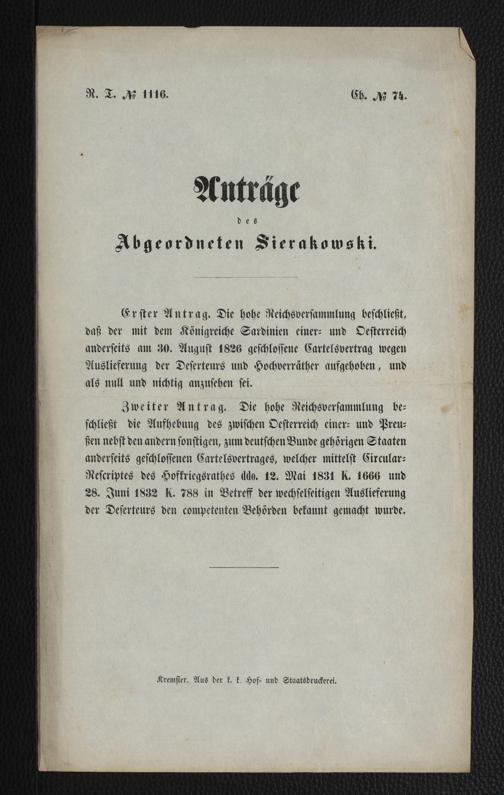 R. T. № 1116.
Eb. № 74.
Anträge
des
Abgeordneten Sierakowski.
Erster Antrag. Die hohe Reichsversammlung beschließt,
daß der mit dem Königreiche Sardinien einer- und Oesterreich
anderseits am 30. August 1826 geschlossene Cartelsvertrag wegen
Auslieferung der Deserteurs und Hochverräther aufgehoben, und
als null und nichtig anzusehen sei.
Zweiter Antrag. Die hohe Reichsversammlung be-
schließt die Aufhebung des zwischen Oesterreich einer- und Preu-
ßen nebst den andern sonstigen, zum deutschen Bunde gehörigen Staaten
anderseits geschlossenen Cartelsvertrages, welcher mittelst Circular-
Rescriptes des Hofkriegsrathes ddo. 12. Mai 1831 K. 1666 und
28. Juni 1832 K. 788 in Betreff der wechselseitigen Auslieferung
der Deserteurs den competenten Behörden bekannt gemacht wurde.
Kremsier. Aus der k. k. Hof- und Staatsdruckerei.